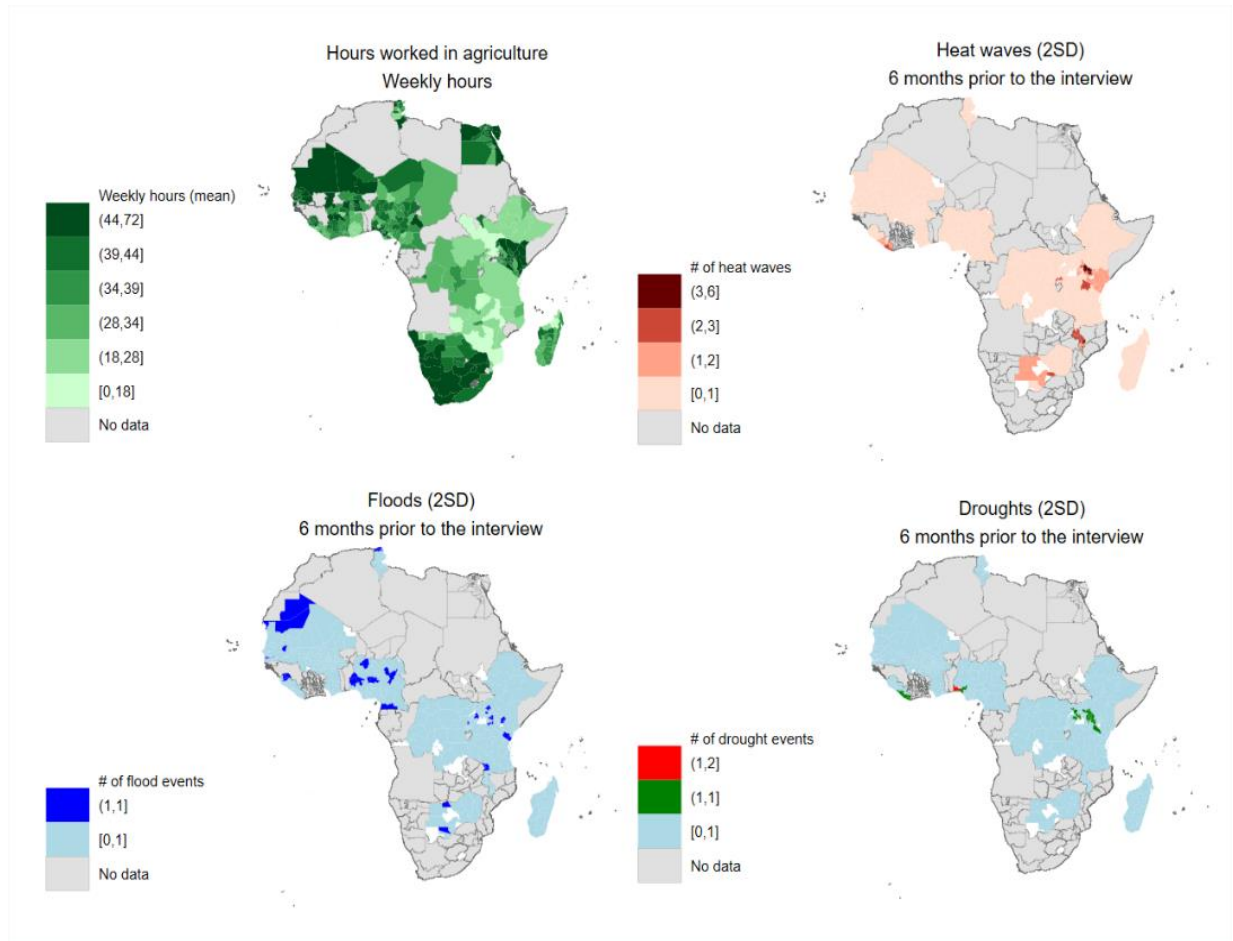 Hours worked in agriculture
Weekly hours
Weekly hours (mean)
(44,72]
(39,44]
(34,39]
(28,34]
(18,28]
[0,18]
No data
Heat waves (2SD)
6 months prior to the interview
# of heat waves
(3,6]
(2,3]
(1,2]
[0,1]
No data
Floods (2SD)
6 months prior to the interview
# of flood events
(1,1]
[0,1]
No data
Droughts (2SD)
6 months prior to the interview
# of drought events
(1,2]
(1,1]
[0,1]
No data